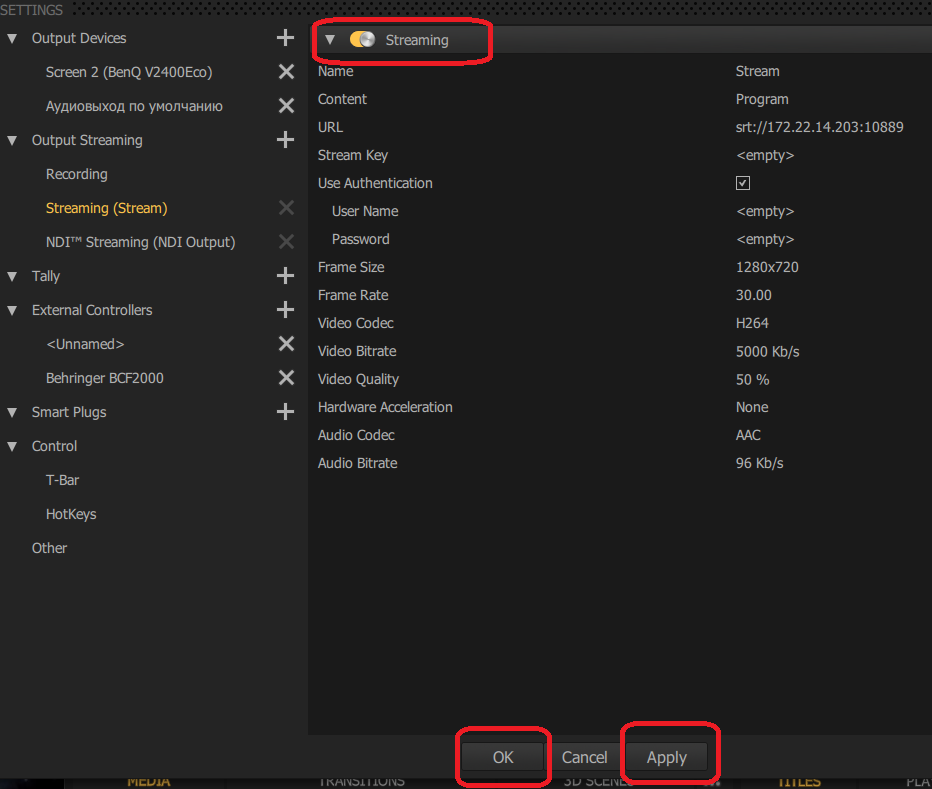 SETTINGS
Output Devices
Screen 2 (BenQ V2400Eco)
Аудиовыход по умолчанию
Output Streaming
Recording
Streaming (Stream)
NDI™ Streaming (NDI Output)
Tally
External Controllers
<Unnamed>
Behringer BCF2000
Smart Plugs
Control
T-Bar
HotKeys
Other
Streaming
Name Stream
Content Program
URL srt://172.22.14.203:10889
Stream Key <empty>
Use Authentication
User Name <empty>
Password <empty>
Frame Size 1280x720
Frame Rate 30.00
Video Codec H264
Video Bitrate 5000 Kb/s
Video Quality 50 %
Hardware Acceleration None
Audio Codec AAC
Audio Bitrate 96 Kb/s
OK Cancel Apply
MEDIA TRANSITIONS 3D SCENES TITLES